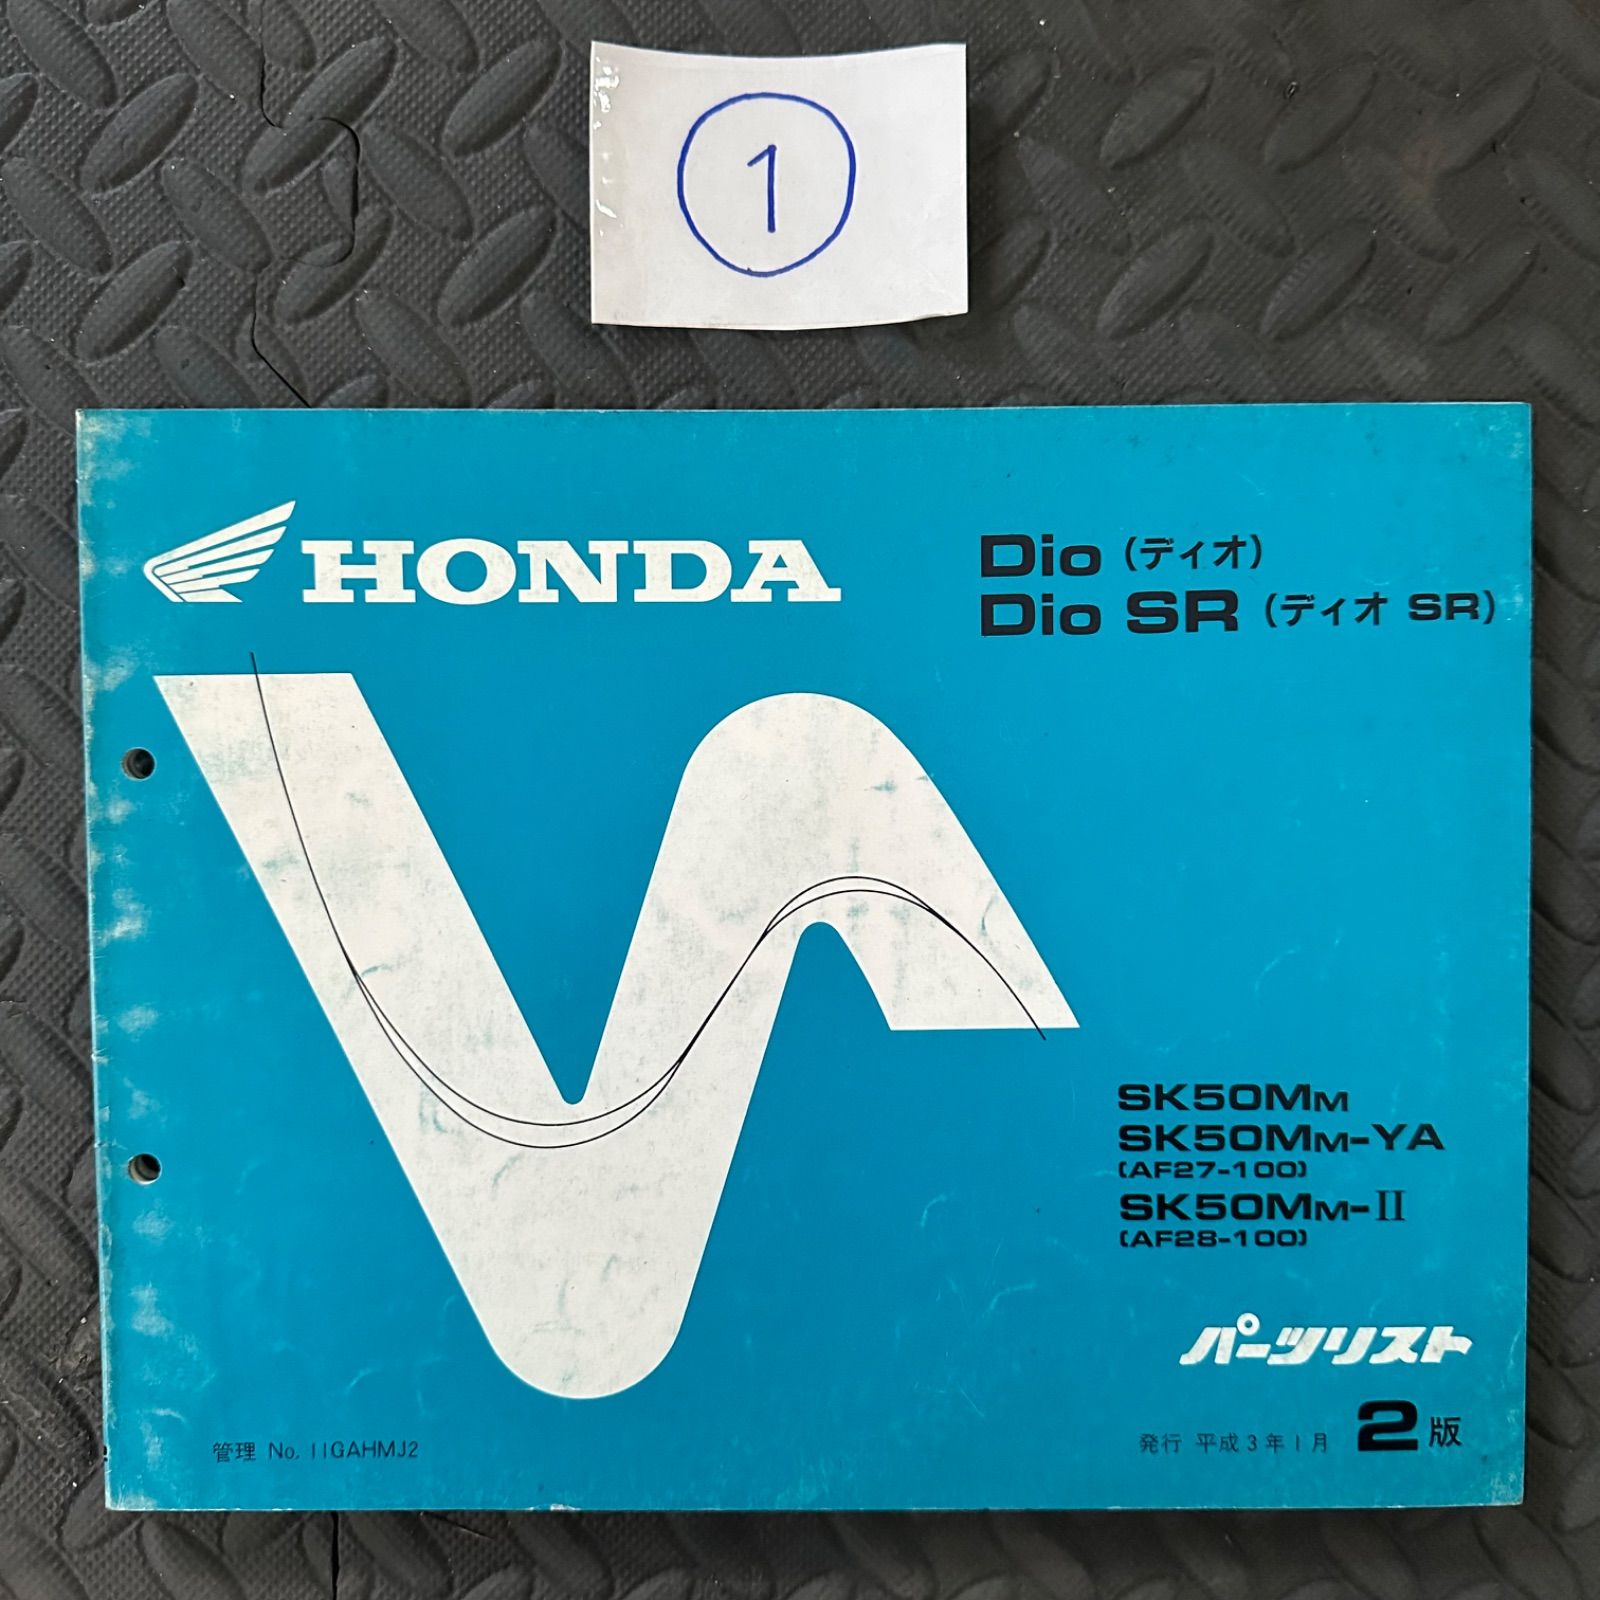 ①
HONDA
Dio (ディオ)
Dio SR (ディオ SR)
SK50MM
SK50MM-YA
(AF27-100)
SK50MM-II
(AF28-100)
パーツリスト
管理 No. 11GAHMJ2
発行 平成3年1月 2版